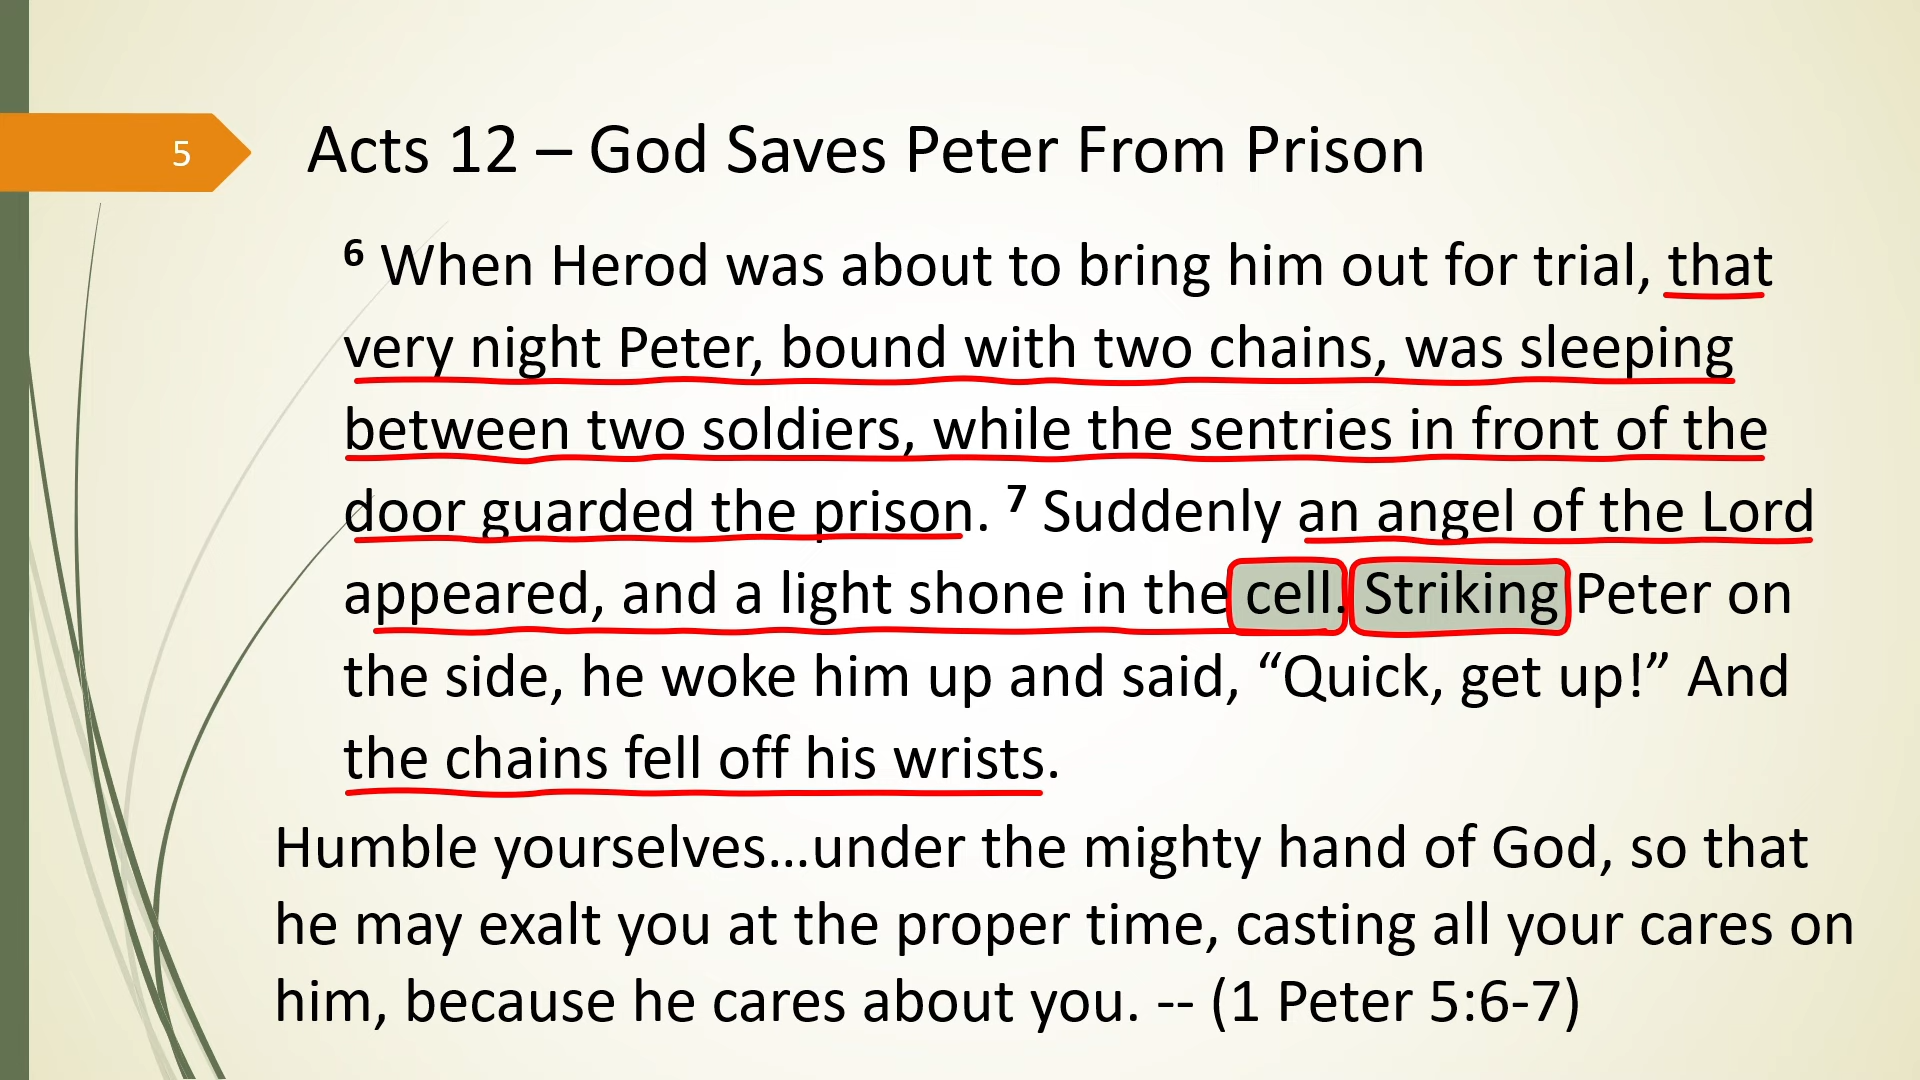 5
Acts 12 – God Saves Peter From Prison
⁶ When Herod was about to bring him out for trial, that
very night Peter, bound with two chains, was sleeping
between two soldiers, while the sentries in front of the
door guarded the prison. ⁷ Suddenly an angel of the Lord
appeared, and a light shone in the cell. Striking Peter on
the side, he woke him up and said, “Quick, get up!” And
the chains fell off his wrists.
Humble yourselves…under the mighty hand of God, so that
he may exalt you at the proper time, casting all your cares on
him, because he cares about you. -- (1 Peter 5:6-7)